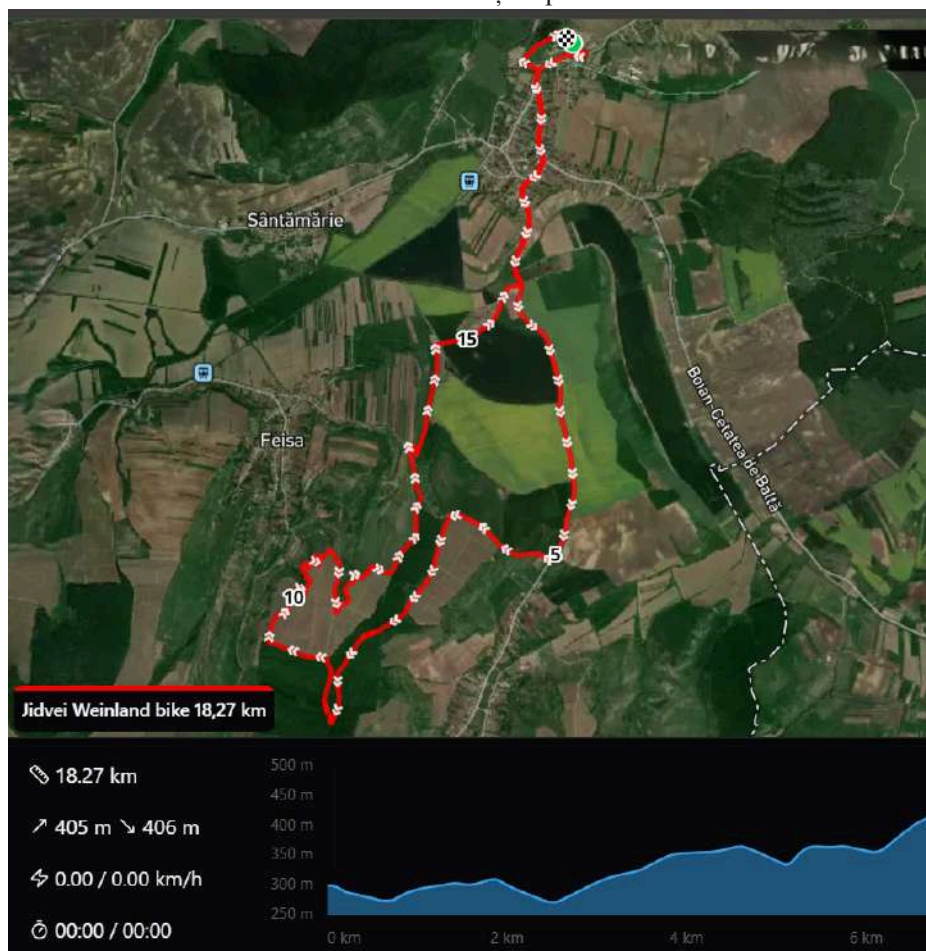 Sântămărie
15
Feisa
Boian-Cetatea de Baltă
5
10
Jidvei Weinland bike 18,27 km
18.27 km
405 m 406 m
0.00 / 0.00 km/h
00:00 / 00:00
500 m
450 m
400 m
350 m
300 m
250 m
0 km
2 km
4 km
6 km